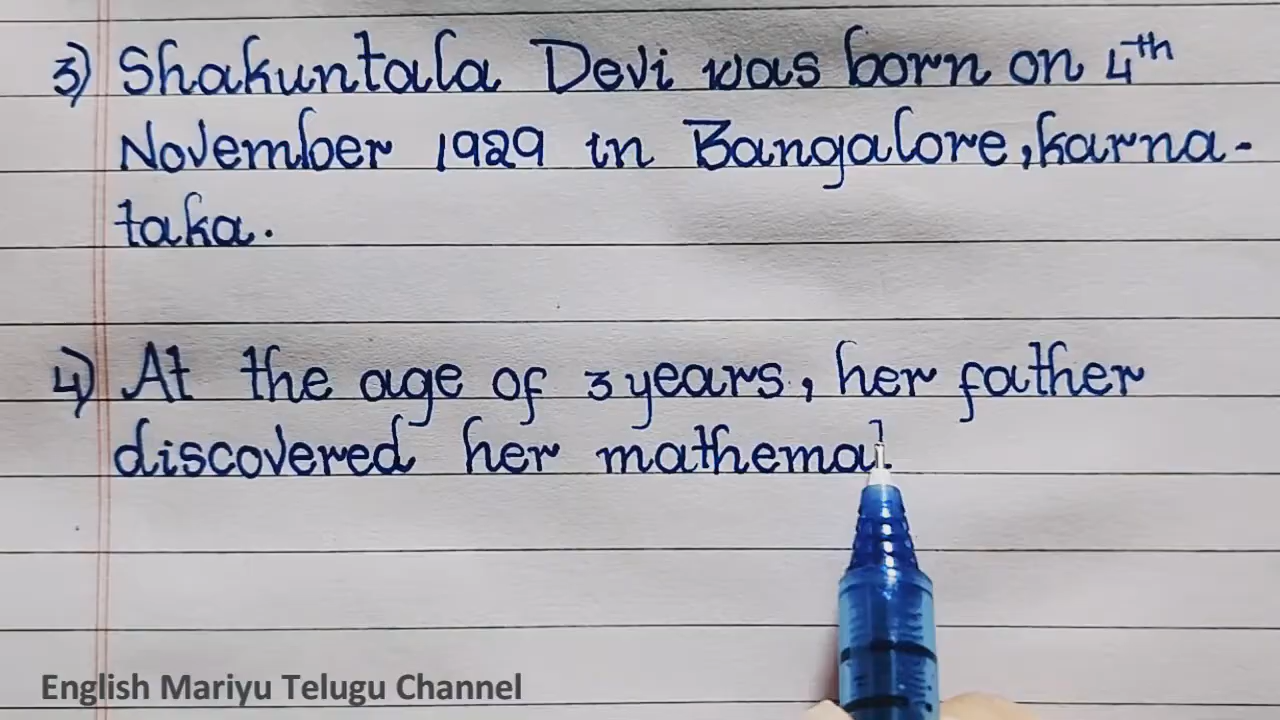 3) Shakuntala Devi was born on 4th
November 1929 in Bangalore, karna-
taka.
4) At the age of 3 years, her father
discovered her mathema
English Mariyu Telugu Channel